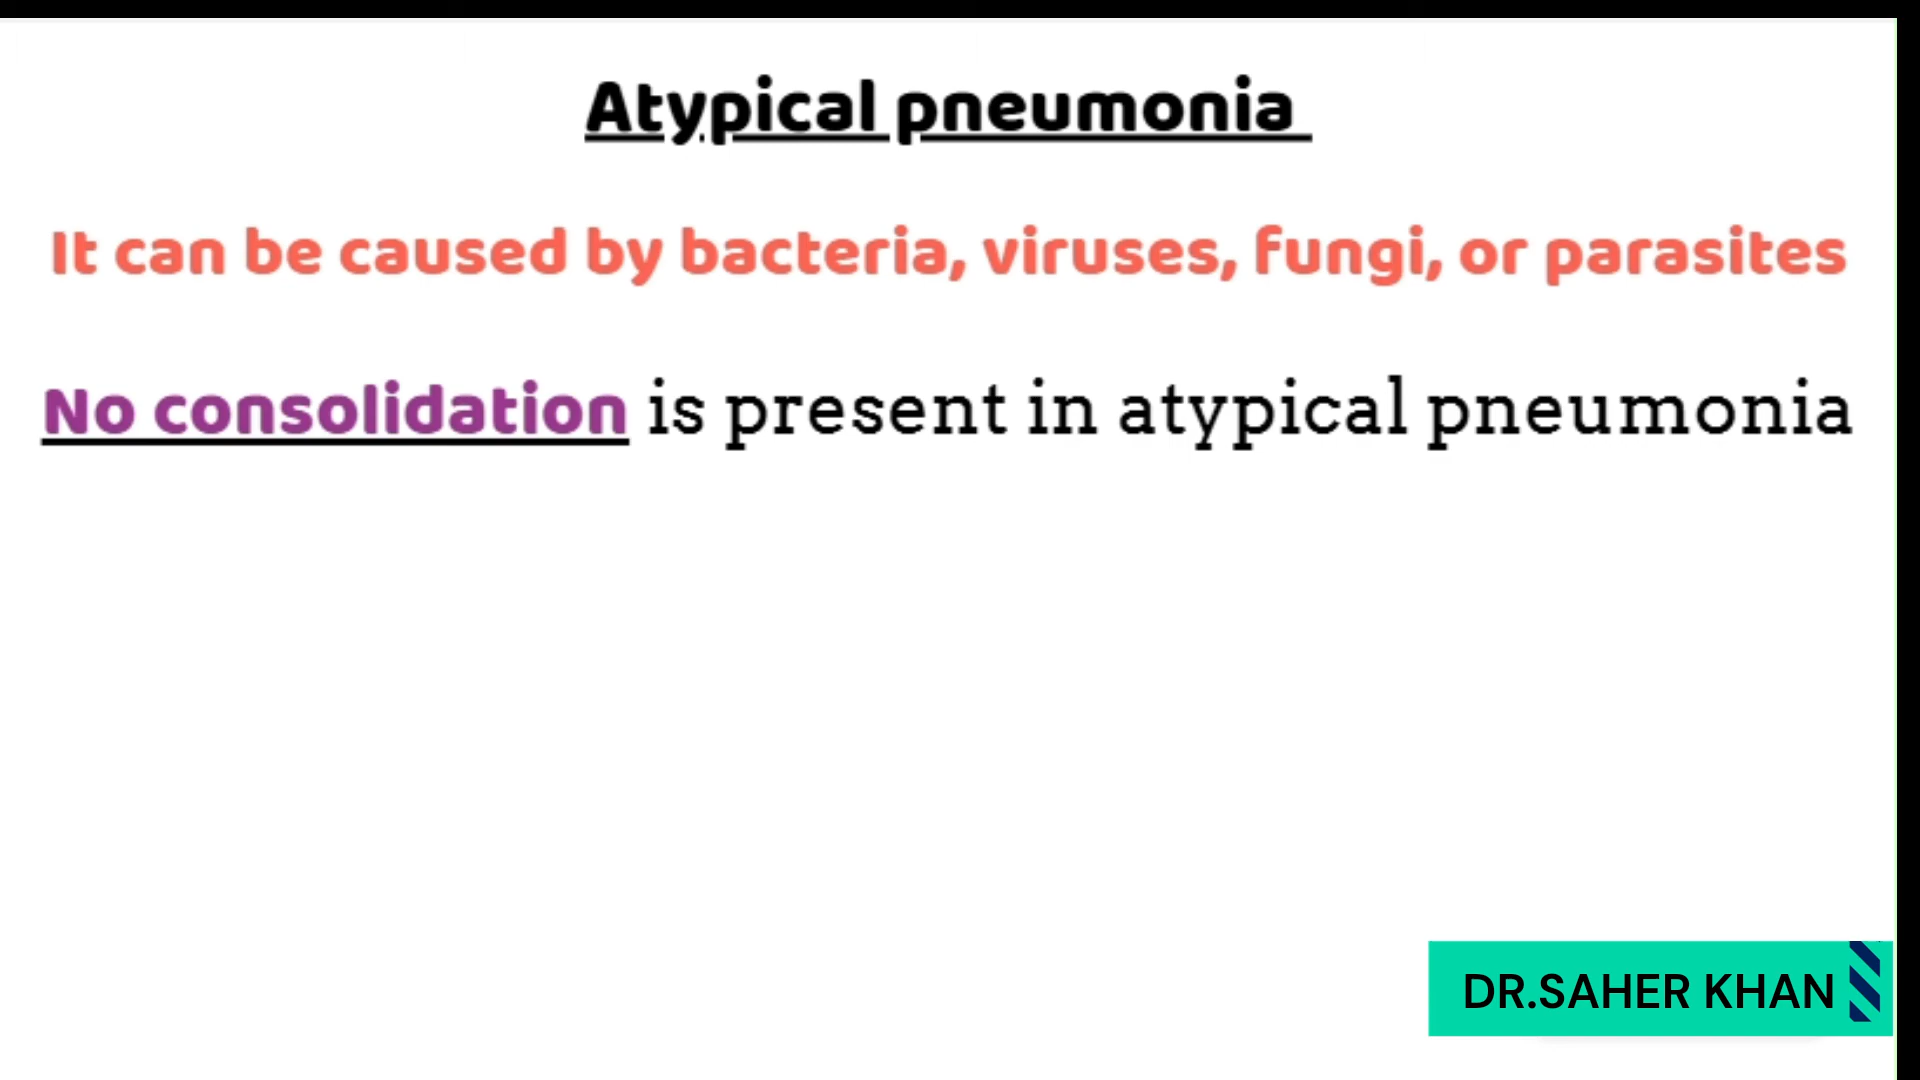 Atypical pneumonia
It can be caused by bacteria, viruses, fungi, or parasites
No consolidation is present in atypical pneumonia
DR.SAHER KHAN